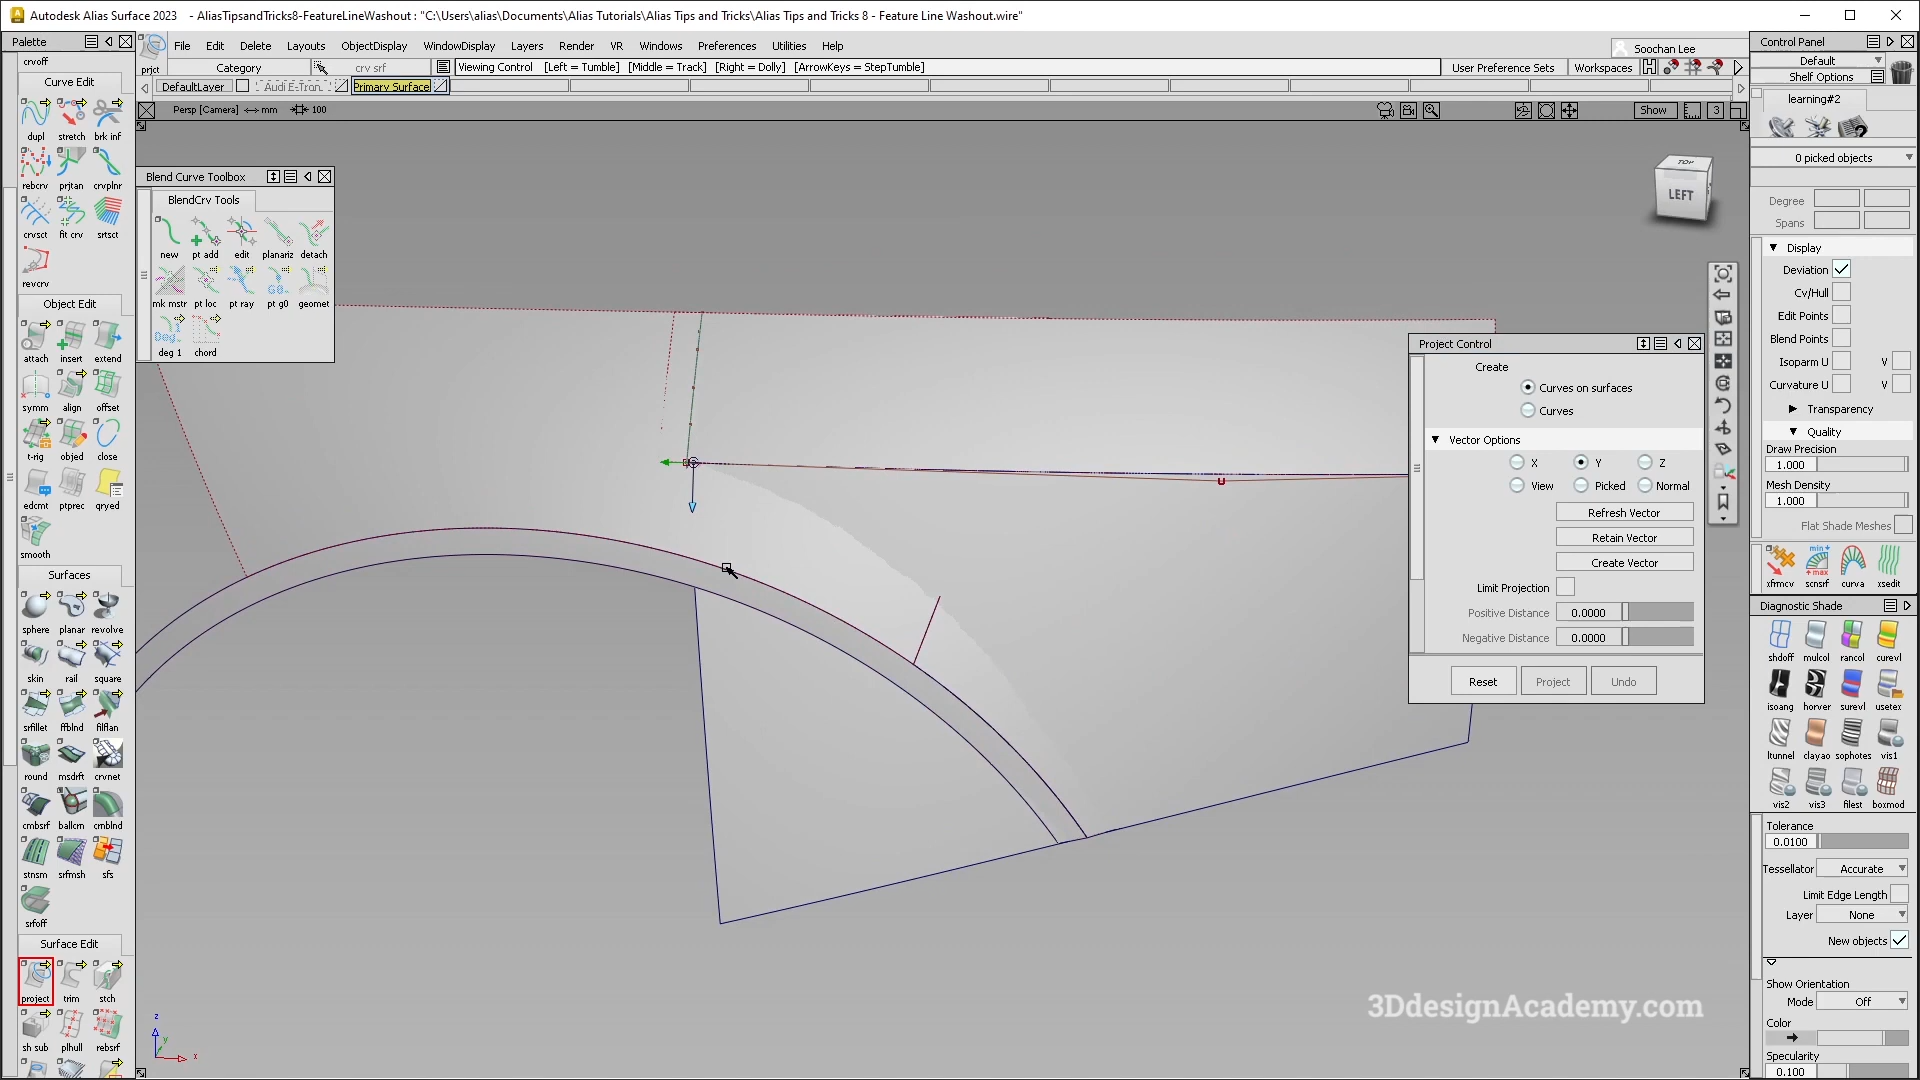 Autodesk Alias Surface 2023 - AliasTipsandTricks8-FeatureLineWashout : "C:\Users\alias\Documents\Alias Tutorials\Alias Tips and Tricks\Alias Tips and Tricks 8 - Feature Line Washout.wire"
Palette
prjct
File Edit Delete Layouts ObjectDisplay WindowDisplay Layers Render VR Windows Preferences Utilities Help
Soochan Lee
Category
crv srf
Viewing Control [Left = Tumble] [Middle = Track] [Right = Dolly] [ArrowKeys = StepTumble]
User Preference Sets
Workspaces
DefaultLayer
Primary Surface
Persp [Camera] <-> mm 100
Show
3
crvoff
Curve Edit
dupl stretch brk inf
rebcrv prjtan crvplnr
crvsct fit crv srtsct
revcrv
Object Edit
attach insert extend
symm align offset
t-rig objed close
edcmt ptprec qryed
smooth
Surfaces
sphere planar revolve
skin rail square
srfillet ffblnd filflan
round msdrft crvnet
cmbsrf ballcrn crnblnd
stnsrn srfmsh sfs
srfoff
Surface Edit
project trim stch
sh sub plhull rebsrf
Blend Curve Toolbox
BlendCrv Tools
new pt add edit planariz detach
mk mstr pt loc pt ray pt g0 geomet
deg 1 chord
TOP
LEFT
U
z
y
x
3DdesignAcademy.com
Project Control
Create
Curves on surfaces
Curves
Vector Options
X Y Z
View Picked Normal
Refresh Vector
Retain Vector
Create Vector
Limit Projection
Positive Distance 0.0000
Negative Distance 0.0000
Reset Project Undo
Control Panel
Default
Shelf Options
learning#2
0 picked objects
Degree
Spans
Display
Deviation
Cv/Hull
Edit Points
Blend Points
Isoparm U V
Curvature U V
Transparency
Quality
Draw Precision
1.000
Mesh Density
1.000
Flat Shade Meshes
xfrmcv scnsrf curva xsedit
Diagnostic Shade
shdoff mulcol rancol curevl
isoang horver surevl usetex
ltunnel clayao sophotes vis1
vis2 vis3 filest boxmod
Tolerance
0.0100
Tessellator Accurate
Limit Edge Length
Layer None
New objects
Show Orientation
Mode Off
Color
Specularity
0.100